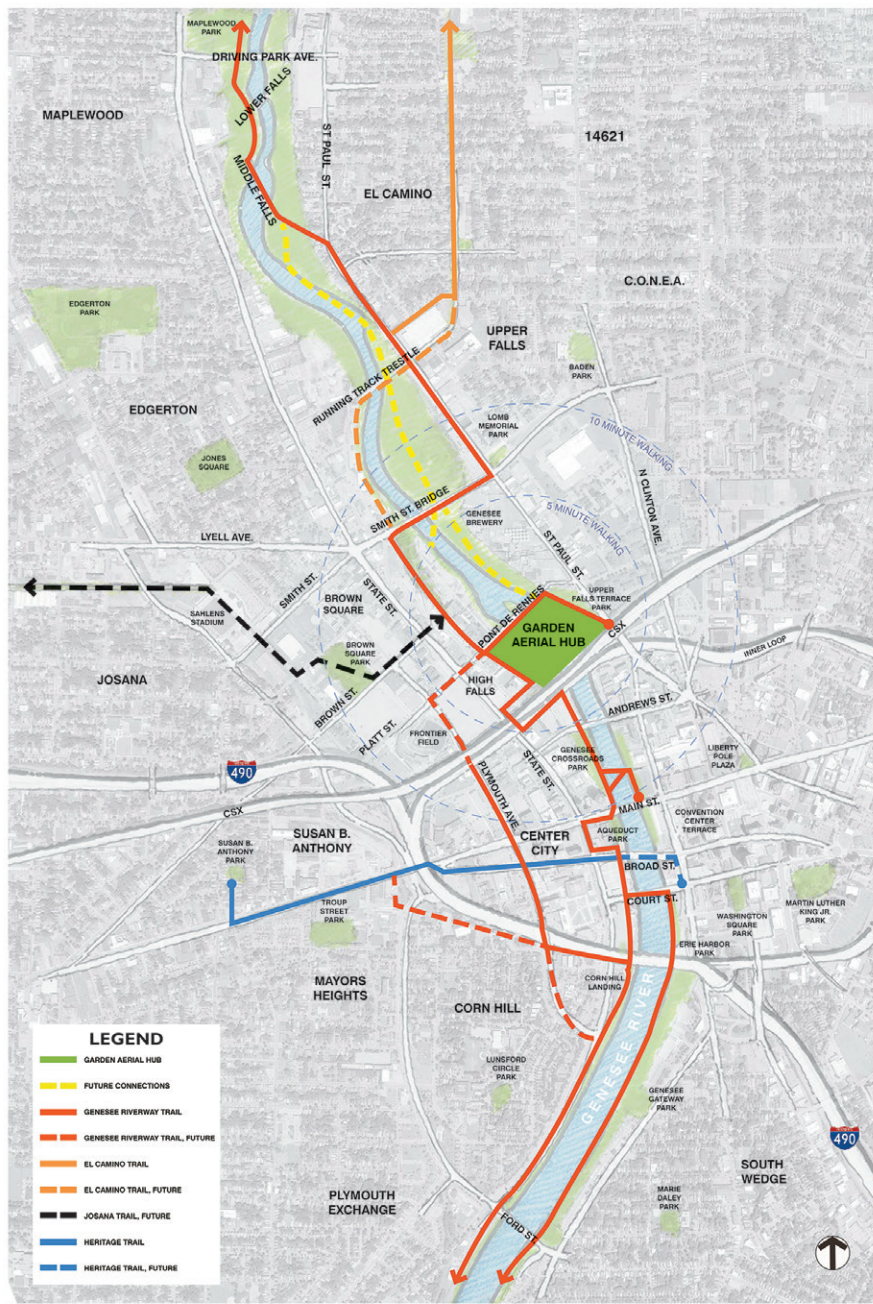 MAPLEWOOD
PARK
DRIVING PARK AVE.
LOWER FALLS
MAPLEWOOD
ST PAUL ST.
14621
MIDDLE FALLS
EL CAMINO
C.O.N.E.A.
EDGERTON
PARK
UPPER
FALLS
BADEN
PARK
RUNNING TRACK TRESTLE
EDGERTON
LOMB
MEMORIAL
PARK
10 MINUTE WALKING
JONES
SQUARE
N CLINTON AVE.
SMITH ST. BRIDGE
GENESEE
BREWERY
5 MINUTE WALKING
LYELL AVE.
ST PAUL ST.
SMITH ST.
STATE ST.
BROWN
SQUARE
PONT-DE RENNES
UPPER
FALLS TERRACE
PARK
SAHLENS
STADIUM
GARDEN
AERIAL HUB
CSX
BROWN
SQUARE
PARK
INNER LOOP
JOSANA
HIGH
FALLS
BROWN ST.
PLATT ST.
ANDREWS ST.
FRONTIER
FIELD
STATE ST.
GENESEE
CROSSROADS
PARK
LIBERTY
POLE
PLAZA
490
PLYMOUTH AVE.
CSX
MAIN ST.
CONVENTION
CENTER
TERRACE
SUSAN B.
ANTHONY
CENTER
CITY
AQUEDUCT
PARK
SUSAN B.
ANTHONY
PARK
BROAD ST.
COURT ST.
TROUP
STREET
PARK
WASHINGTON
SQUARE
PARK
MARTIN LUTHER
KING JR.
PARK
ERIE HARBOR
PARK
MAYORS
HEIGHTS
CORN HILL
LANDING
CORN HILL
GENESEE RIVER
LUNSFORD
CIRCLE
PARK
GENESEE
GATEWAY
PARK
490
SOUTH
WEDGE
PLYMOUTH
EXCHANGE
MARIE
DALEY
PARK
FORD ST.
LEGEND
GARDEN AERIAL HUB
FUTURE CONNECTIONS
GENESEE RIVERWAY TRAIL
GENESEE RIVERWAY TRAIL, FUTURE
EL CAMINO TRAIL
EL CAMINO TRAIL, FUTURE
JOSANA TRAIL, FUTURE
HERITAGE TRAIL
HERITAGE TRAIL, FUTURE